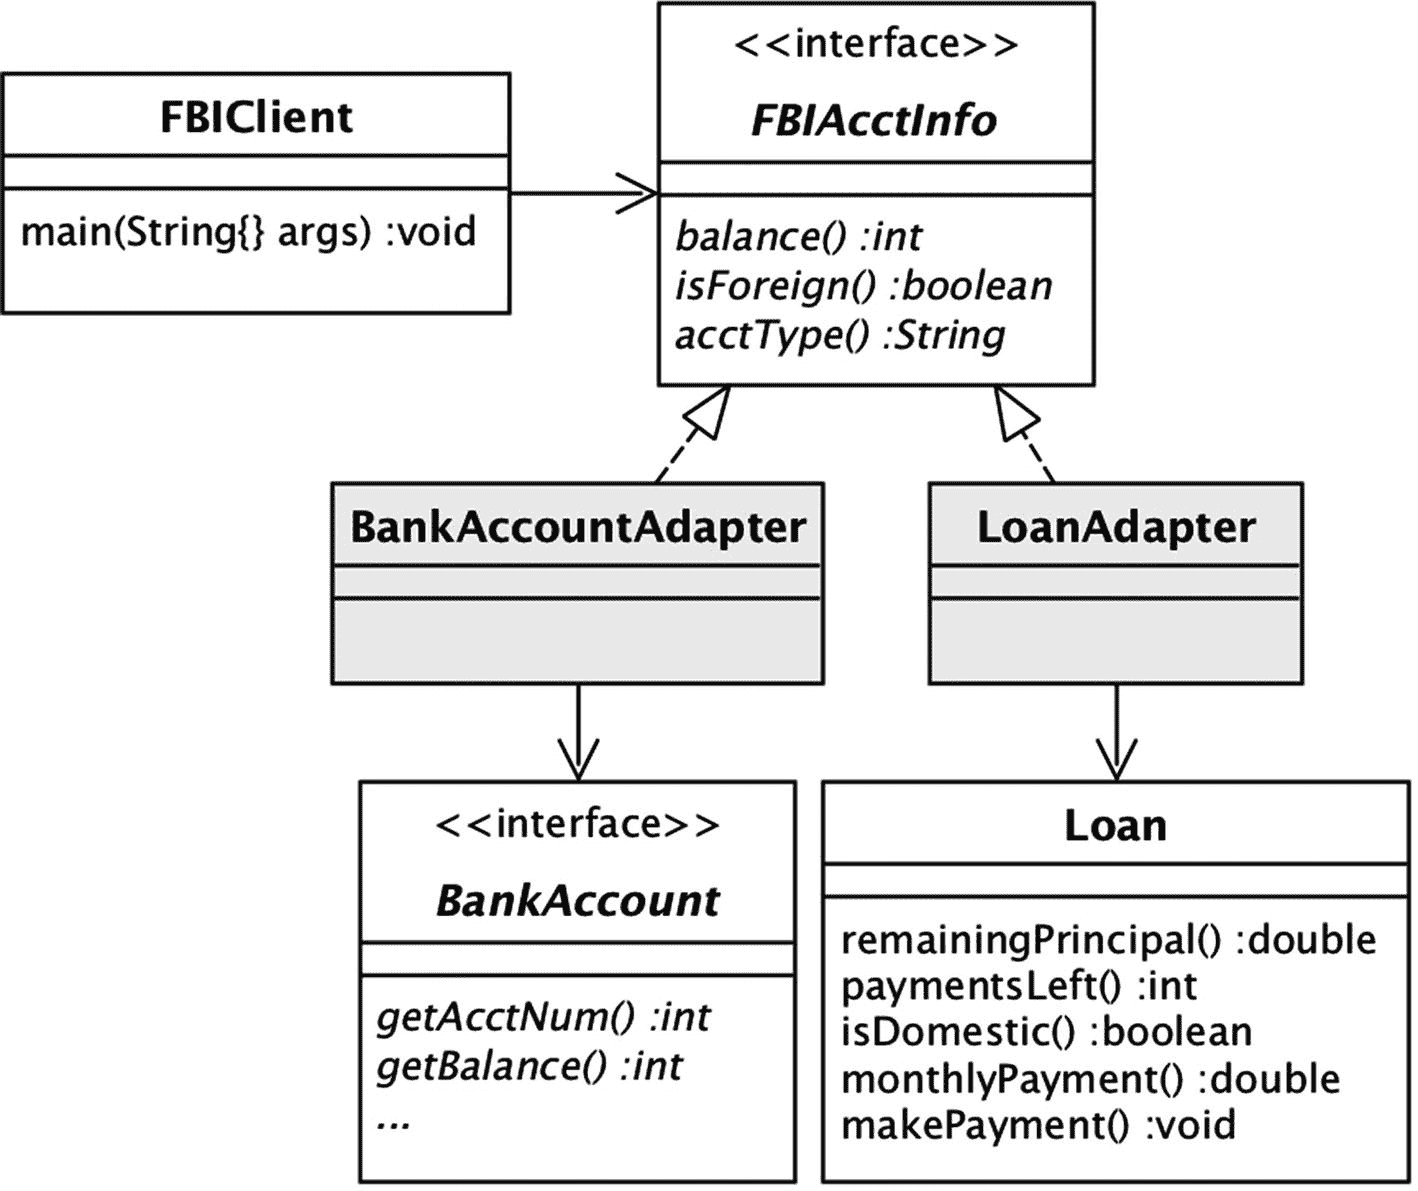 FBIClient
main(String{} args) :void
<<interface>>
FBIAcctInfo
balance() :int
isForeign() :boolean
acctType() :String
BankAccountAdapter
LoanAdapter
<<interface>>
BankAccount
getAcctNum() :int
getBalance() :int
...
Loan
remainingPrincipal() :double
paymentsLeft() :int
isDomestic() :boolean
monthlyPayment() :double
makePayment() :void